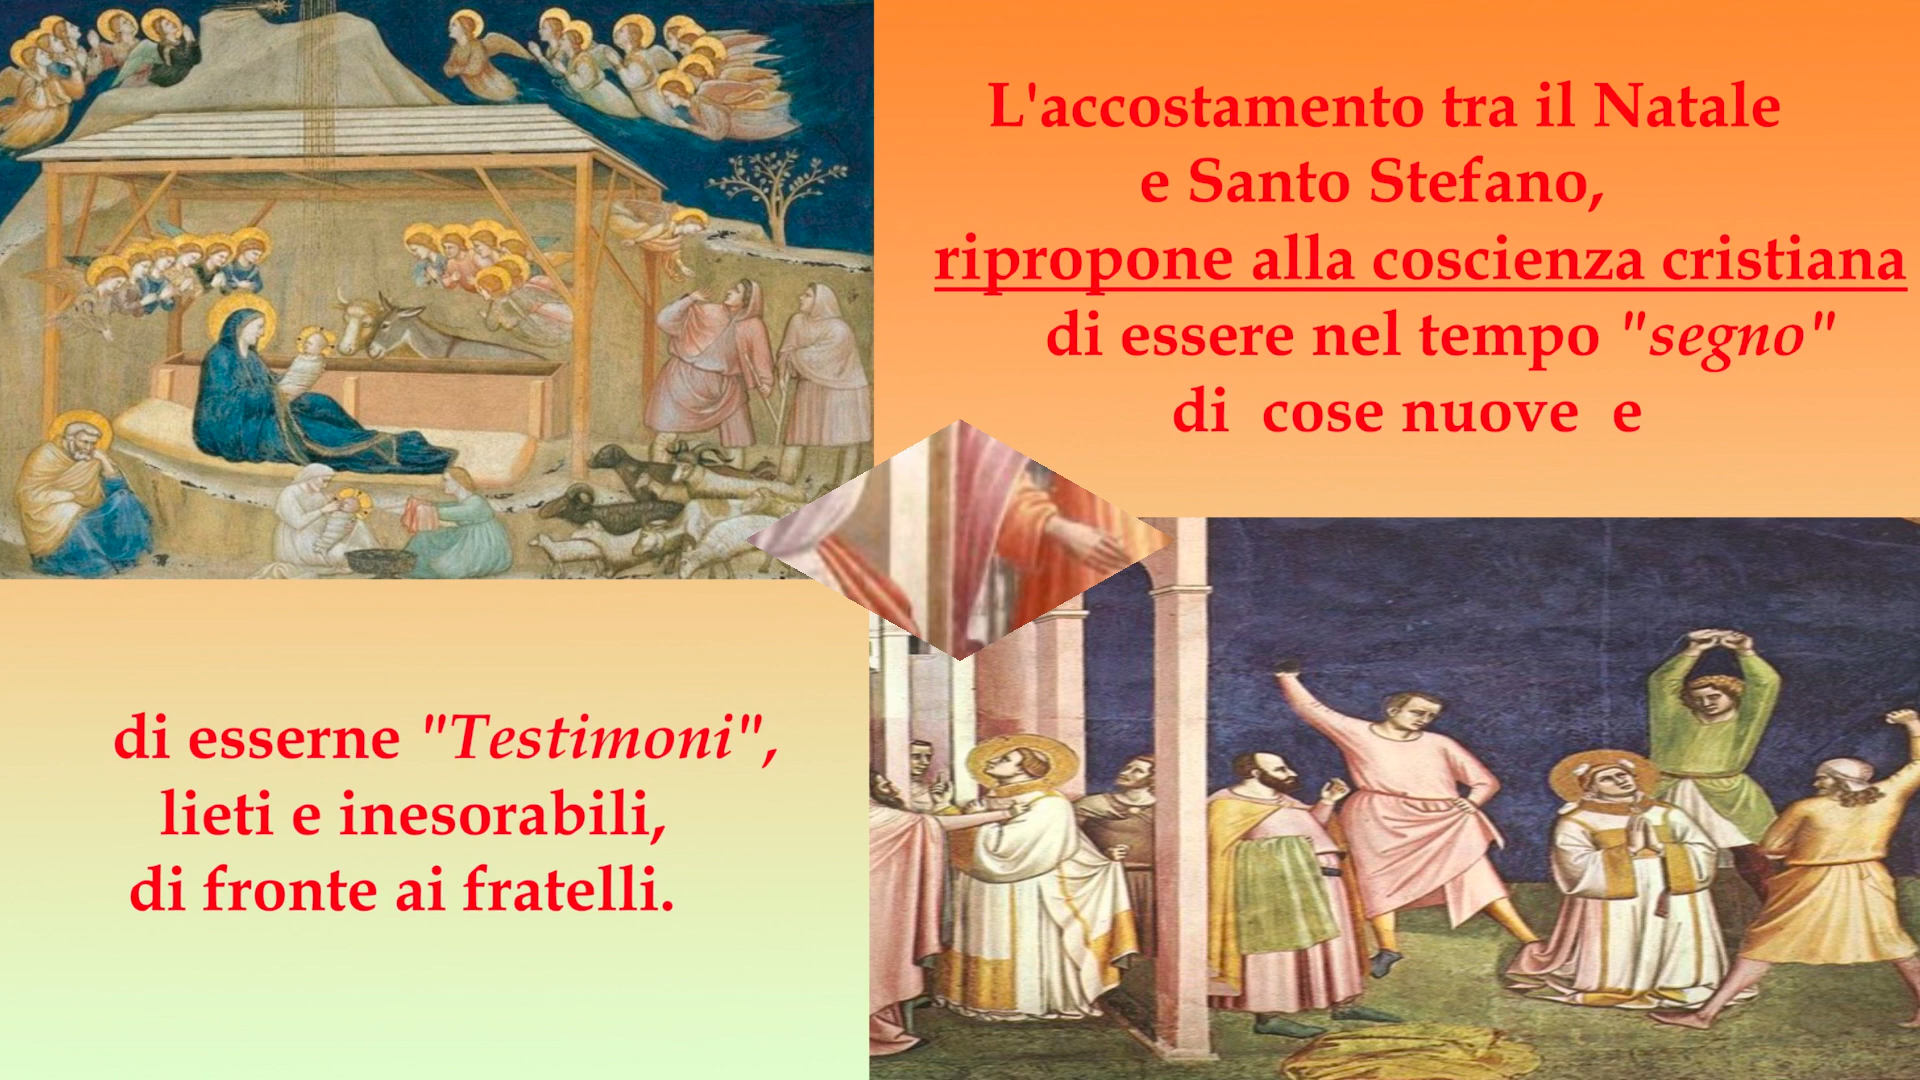 L'accostamento tra il Natale
e Santo Stefano,
ripropone alla coscienza cristiana
di essere nel tempo "segno"
di cose nuove e
di esserne "Testimoni",
lieti e inesorabili,
di fronte ai fratelli.